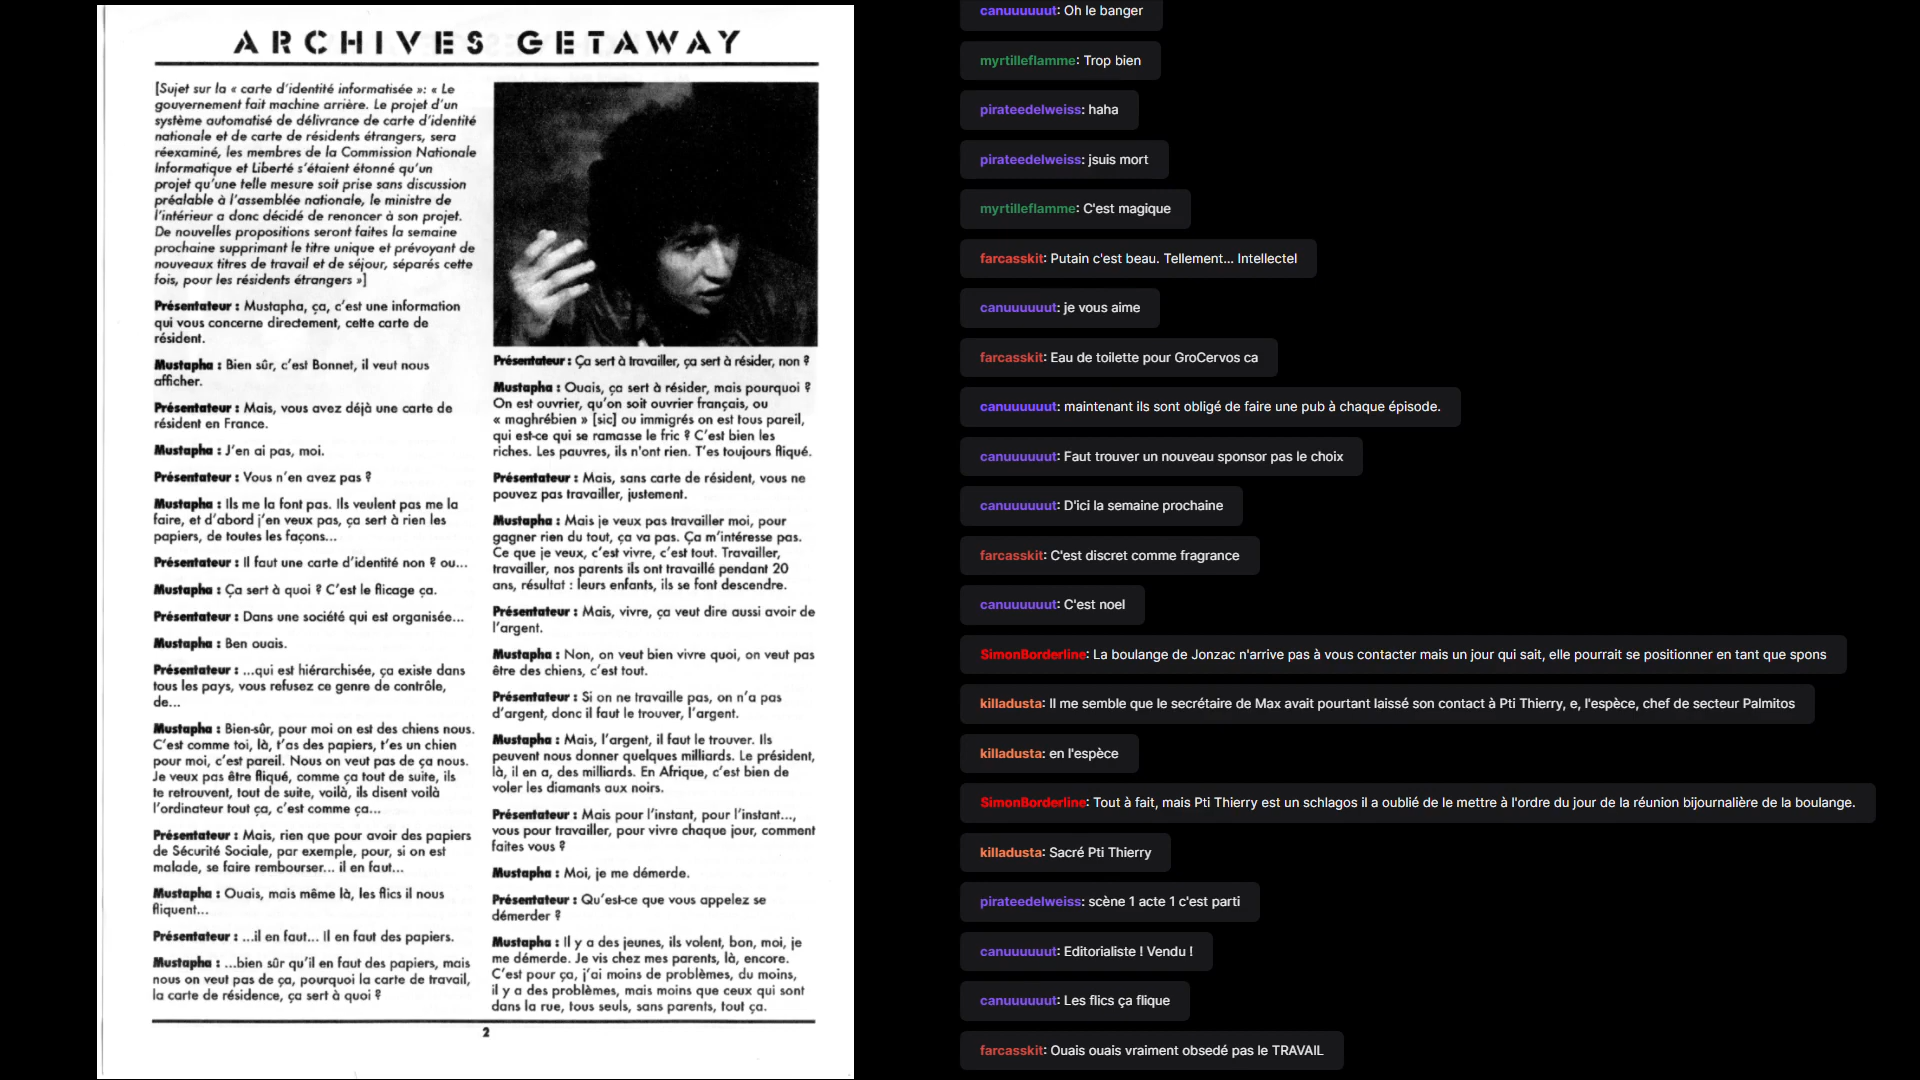 ARCHIVES GETAWAY
[Sujet sur la « carte d'identité informatisée »: « Le
gouvernement fait machine arrière. Le projet d'un
système automatisé de délivrance de carte d'identité
nationale et de carte de résidents étrangers, sera
réexaminé, les membres de la Commission Nationale
Informatique et Liberté s'étaient étonné qu'un
projet qu'une telle mesure soit prise sans discussion
préalable à l'assemblée nationale, le ministre de
l'intérieur a donc décidé de renoncer à son projet.
De nouvelles propositions seront faites la semaine
prochaine supprimant le titre unique et prévoyant de
nouveaux titres de travail et de séjour, séparés cette
fois, pour les résidents étrangers »]
Présentateur : Mustapha, ça, c'est une information
qui vous concerne directement, cette carte de
résident.
Mustapha : Bien sûr, c'est Bonnet, il veut nous
afficher.
Présentateur : Mais, vous avez déjà une carte de
résident en France.
Mustapha : J'en ai pas, moi.
Présentateur : Vous n'en avez pas ?
Mustapha : Ils me la font pas. Ils veulent pas me la
faire, et d'abord j'en veux pas, ça sert à rien les
papiers, de toutes les façons...
Présentateur : Il faut une carte d'identité non ? ou...
Mustapha : Ça sert à quoi ? C'est le flicage ça.
Présentateur : Dans une société qui est organisée...
Mustapha : Ben ouais.
Présentateur : ...qui est hiérarchisée, ça existe dans
tous les pays, vous refusez ce genre de contrôle,
de...
Mustapha : Bien-sûr, pour moi on est des chiens nous.
C'est comme toi, là, t'as des papiers, t'es un chien
pour moi, c'est pareil. Nous on veut pas de ça nous.
Je veux pas être fliqué, comme ça tout de suite, ils
te retrouvent, tout de suite, voilà, ils disent voilà
l'ordinateur tout ça, c'est comme ça...
Présentateur : Mais, rien que pour avoir des papiers
de Sécurité Sociale, par exemple, pour, si on est
malade, se faire rembourser... il en faut...
Mustapha : Ouais, mais même là, les flics il nous
fliquent...
Présentateur : ...il en faut... Il en faut des papiers.
Mustapha : ...bien sûr qu'il en faut des papiers, mais
nous on veut pas de ça, pourquoi la carte de travail,
la carte de résidence, ça sert à quoi ?
Présentateur : Ça sert à travailler, ça sert à résider, non ?
Mustapha : Ouais, ça sert à résider, mais pourquoi ?
On est ouvrier, qu'on soit ouvrier français, ou
« maghrébien » [sic] ou immigrés on est tous pareil,
qui est-ce qui se ramasse le fric ? C'est bien les
riches. Les pauvres, ils n'ont rien. T'es toujours fliqué.
Présentateur : Mais, sans carte de résident, vous ne
pouvez pas travailler, justement.
Mustapha : Mais je veux pas travailler moi, pour
gagner rien du tout, ça va pas. Ça m'intéresse pas.
Ce que je veux, c'est vivre, c'est tout. Travailler,
travailler, nos parents ils ont travaillé pendant 20
ans, résultat : leurs enfants, ils se font descendre.
Présentateur : Mais, vivre, ça veut dire aussi avoir de
l'argent.
Mustapha : Non, on veut bien vivre quoi, on veut pas
être des chiens, c'est tout.
Présentateur : Si on ne travaille pas, on n'a pas
d'argent, donc il faut le trouver, l'argent.
Mustapha : Mais, l'argent, il faut le trouver. Ils
peuvent nous donner quelques milliards. Le président,
là, il en a, des milliards. En Afrique, c'est bien de
voler les diamants aux noirs.
Présentateur : Mais pour l'instant, pour l'instant...,
vous pour travailler, pour vivre chaque jour, comment
faites vous ?
Mustapha : Moi, je me démerde.
Présentateur : Qu'est-ce que vous appelez se
démerder ?
Mustapha : Il y a des jeunes, ils volent, bon, moi, je
me démerde. Je vis chez mes parents, là, encore.
C'est pour ça, j'ai moins de problèmes, du moins,
il y a des problèmes, mais moins que ceux qui sont
dans la rue, tous seuls, sans parents, tout ça.
2
canuuuuuut: Oh le banger
myrtilleflamme: Trop bien
pirateedelweiss: haha
pirateedelweiss: jsuis mort
myrtilleflamme: C'est magique
farcasskit: Putain c'est beau. Tellement... Intellectel
canuuuuuut: je vous aime
farcasskit: Eau de toilette pour GroCervos ca
canuuuuuut: maintenant ils sont obligé de faire une pub à chaque épisode.
canuuuuuut: Faut trouver un nouveau sponsor pas le choix
canuuuuuut: D'ici la semaine prochaine
farcasskit: C'est discret comme fragrance
canuuuuuut: C'est noel
SimonBorderline: La boulange de Jonzac n'arrive pas à vous contacter mais un jour qui sait, elle pourrait se positionner en tant que spons
killadusta: Il me semble que le secrétaire de Max avait pourtant laissé son contact à Pti Thierry, e, l'espèce, chef de secteur Palmitos
killadusta: en l'espèce
SimonBorderline: Tout à fait, mais Pti Thierry est un schlagos il a oublié de le mettre à l'ordre du jour de la réunion bijournalière de la boulange.
killadusta: Sacré Pti Thierry
pirateedelweiss: scène 1 acte 1 c'est parti
canuuuuuut: Editorialiste ! Vendu !
canuuuuuut: Les flics ça flique
farcasskit: Ouais ouais vraiment obsedé pas le TRAVAIL